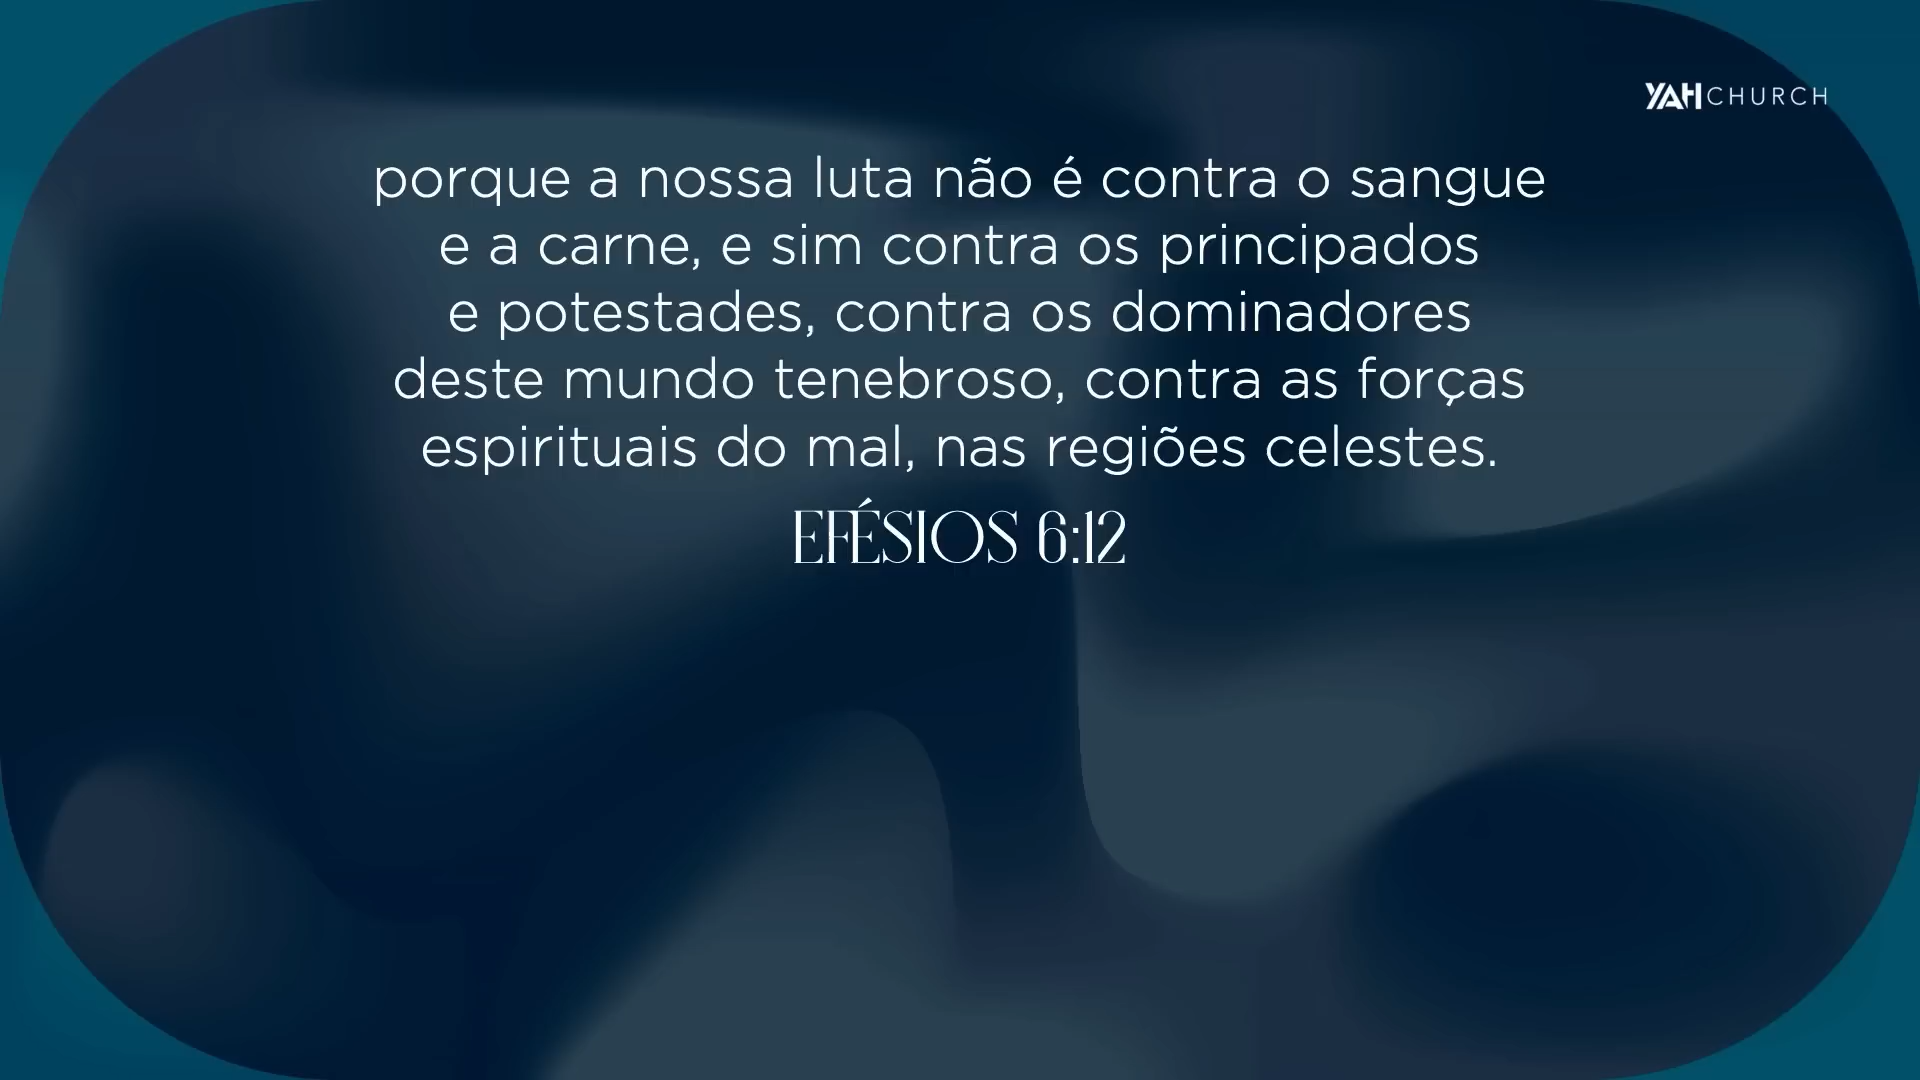 YAH CHURCH
porque a nossa luta não é contra o sangue
e a carne, e sim contra os principados
e potestades, contra os dominadores
deste mundo tenebroso, contra as forças
espirituais do mal, nas regiões celestes.
EFÉSIOS 6:12